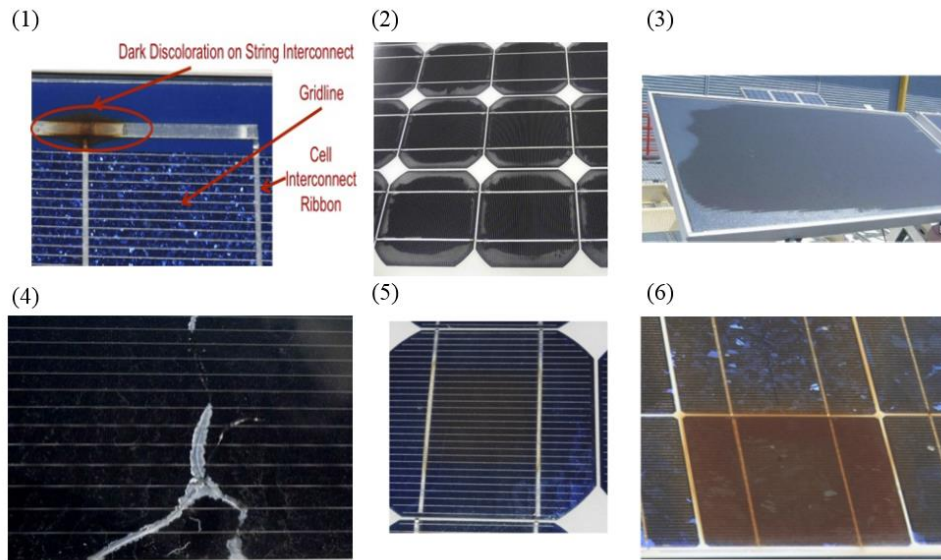 (1)
Dark Discoloration on String Interconnect
Gridline
Cell
Interconnect
Ribbon
(2)
(3)
(4)
(5)
(6)